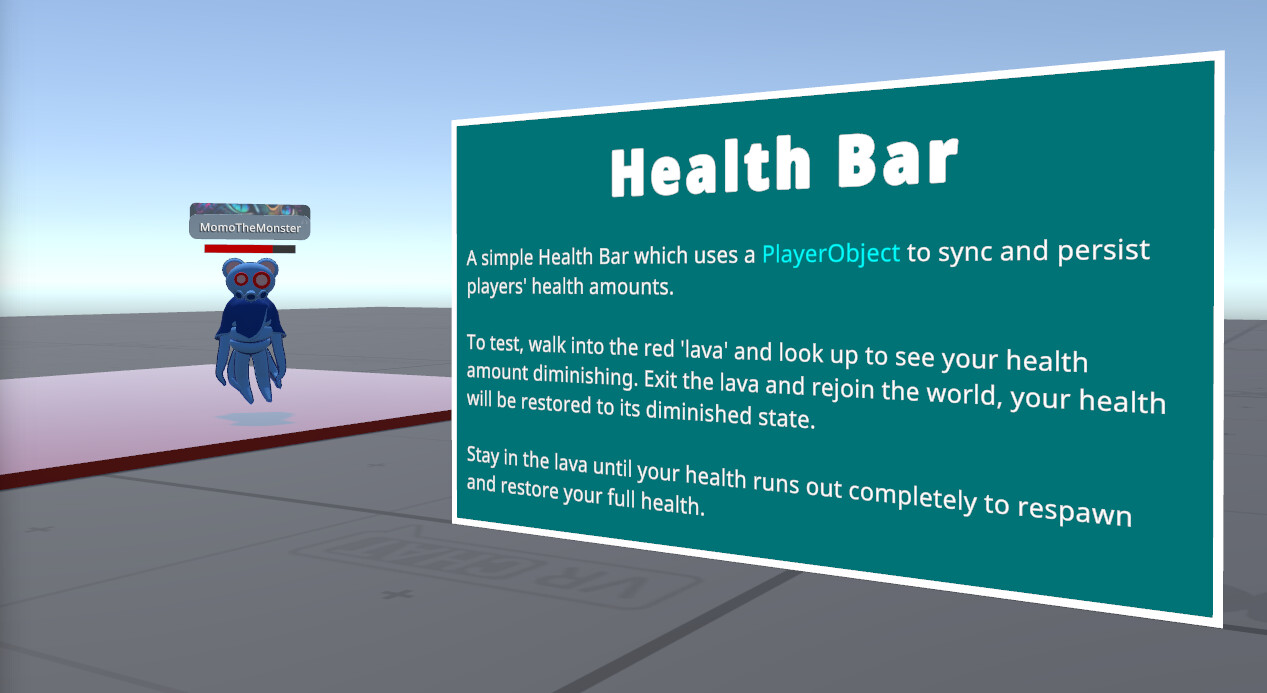 Health Bar
MomoTheMonster
A simple Health Bar which uses a PlayerObject to sync and persist
players' health amounts.
To test, walk into the red 'lava' and look up to see your health
amount diminishing. Exit the lava and rejoin the world, your health
will be restored to its diminished state.
Stay in the lava until your health runs out completely to respawn
and restore your full health.
VR